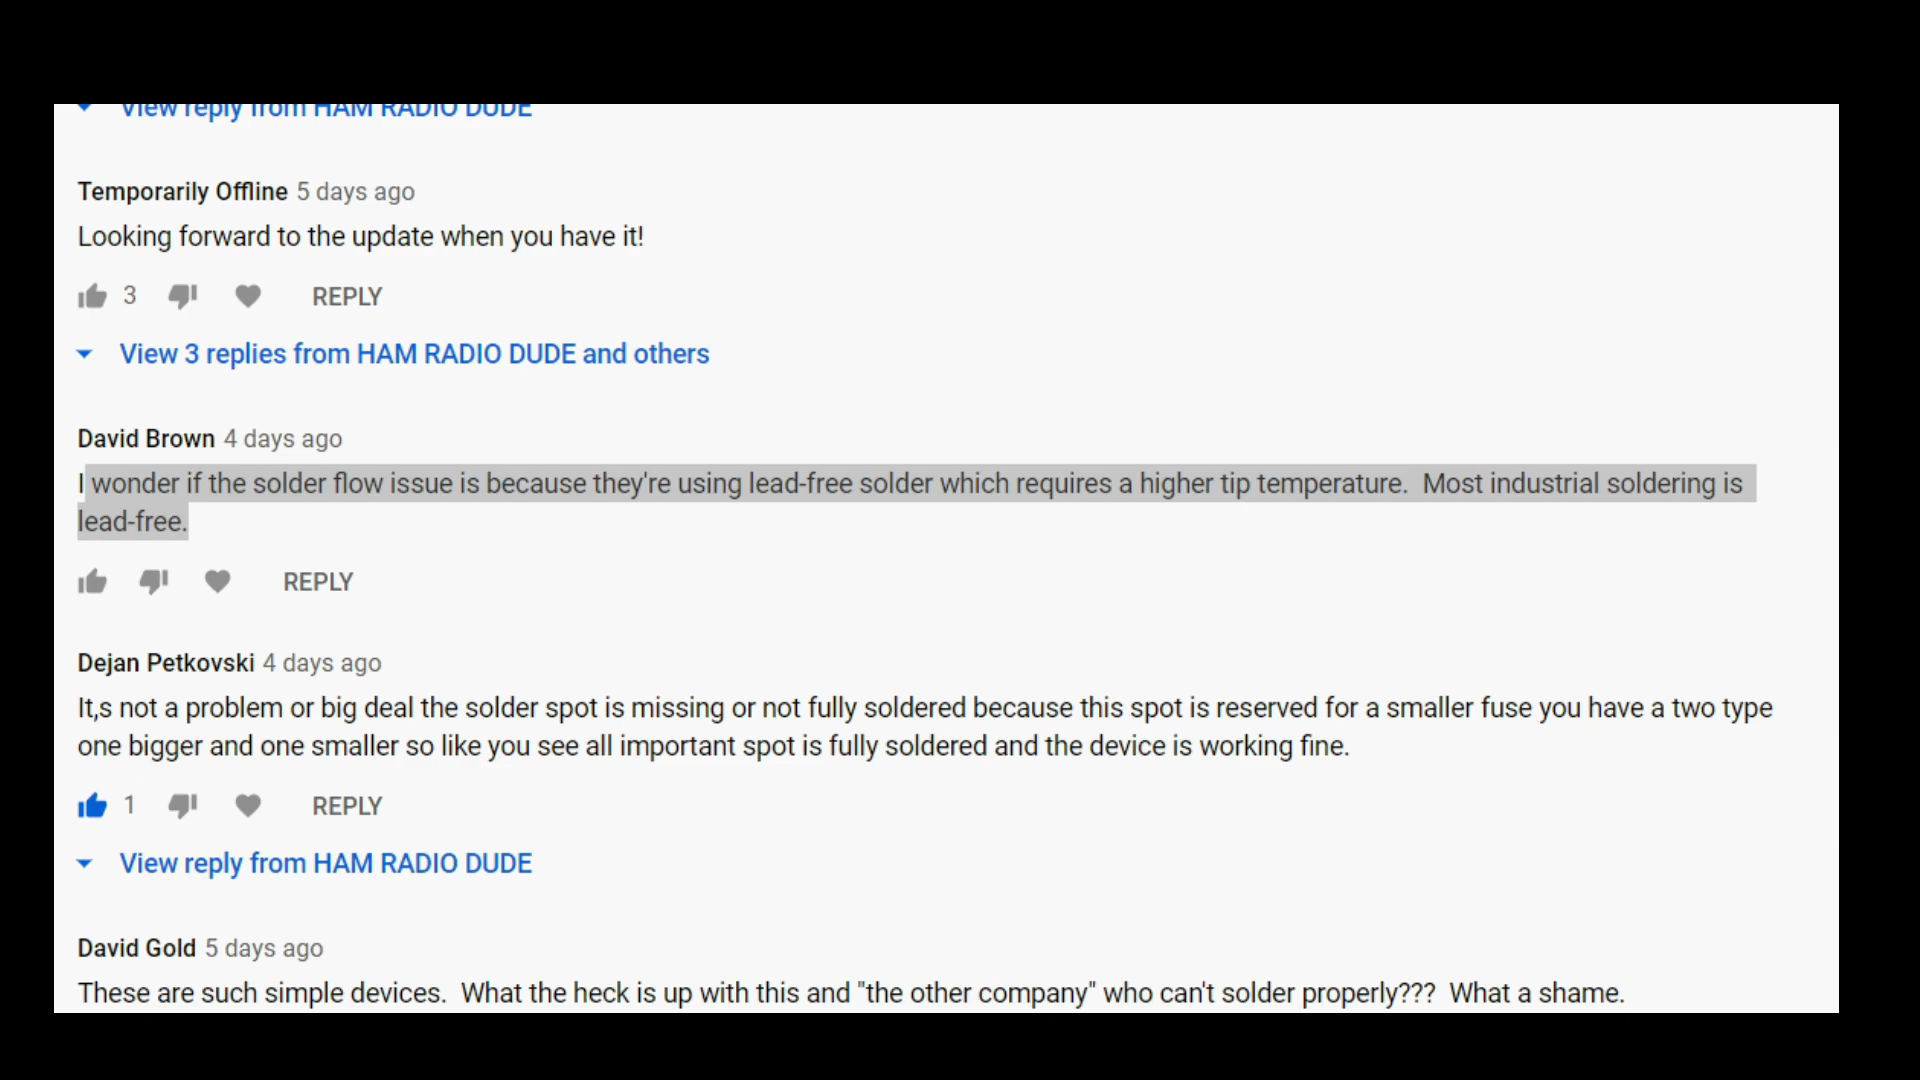 View reply from HAM RADIO DUDE
Temporarily Offline 5 days ago
Looking forward to the update when you have it!
3 REPLY
View 3 replies from HAM RADIO DUDE and others
David Brown 4 days ago
I wonder if the solder flow issue is because they're using lead-free solder which requires a higher tip temperature.  Most industrial soldering is
lead-free.
REPLY
Dejan Petkovski 4 days ago
It,s not a problem or big deal the solder spot is missing or not fully soldered because this spot is reserved for a smaller fuse you have a two type
one bigger and one smaller so like you see all important spot is fully soldered and the device is working fine.
1 REPLY
View reply from HAM RADIO DUDE
David Gold 5 days ago
These are such simple devices.  What the heck is up with this and "the other company" who can't solder properly???  What a shame.